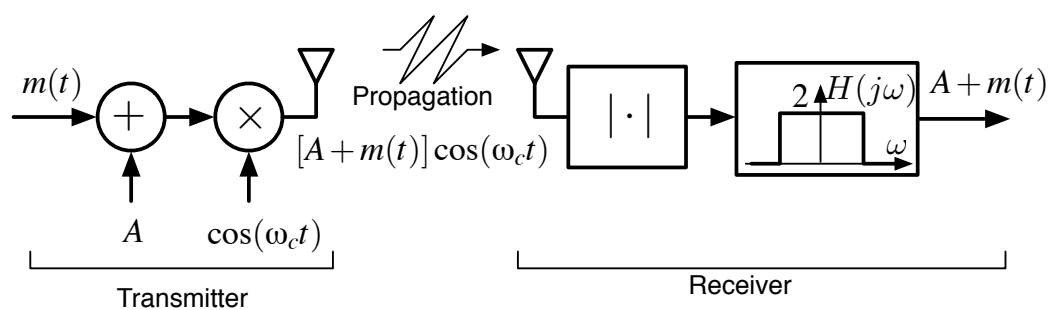 m(t)
+
×
A
cos(ω_c t)
Transmitter
Propagation
[A + m(t)] cos(ω_c t)
| · |
2
H(jω)
ω
A + m(t)
Receiver